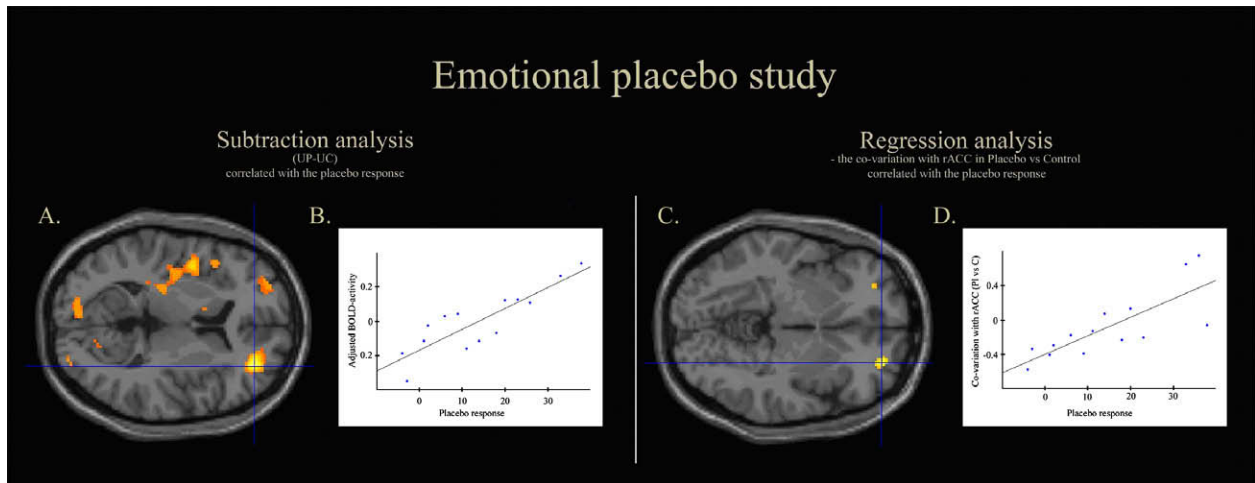 Emotional placebo study
Subtraction analysis
(UP-UC)
correlated with the placebo response
Regression analysis
- the co-variation with rACC in Placebo vs Control
correlated with the placebo response
A.
B.
Adjusted BOLD-activity
0.2
0
0.2
0 10 20 30
Placebo response
C.
D.
Co-variation with rACC (Pl vs C)
0.4
0
-0.4
0 10 20 30
Placebo response